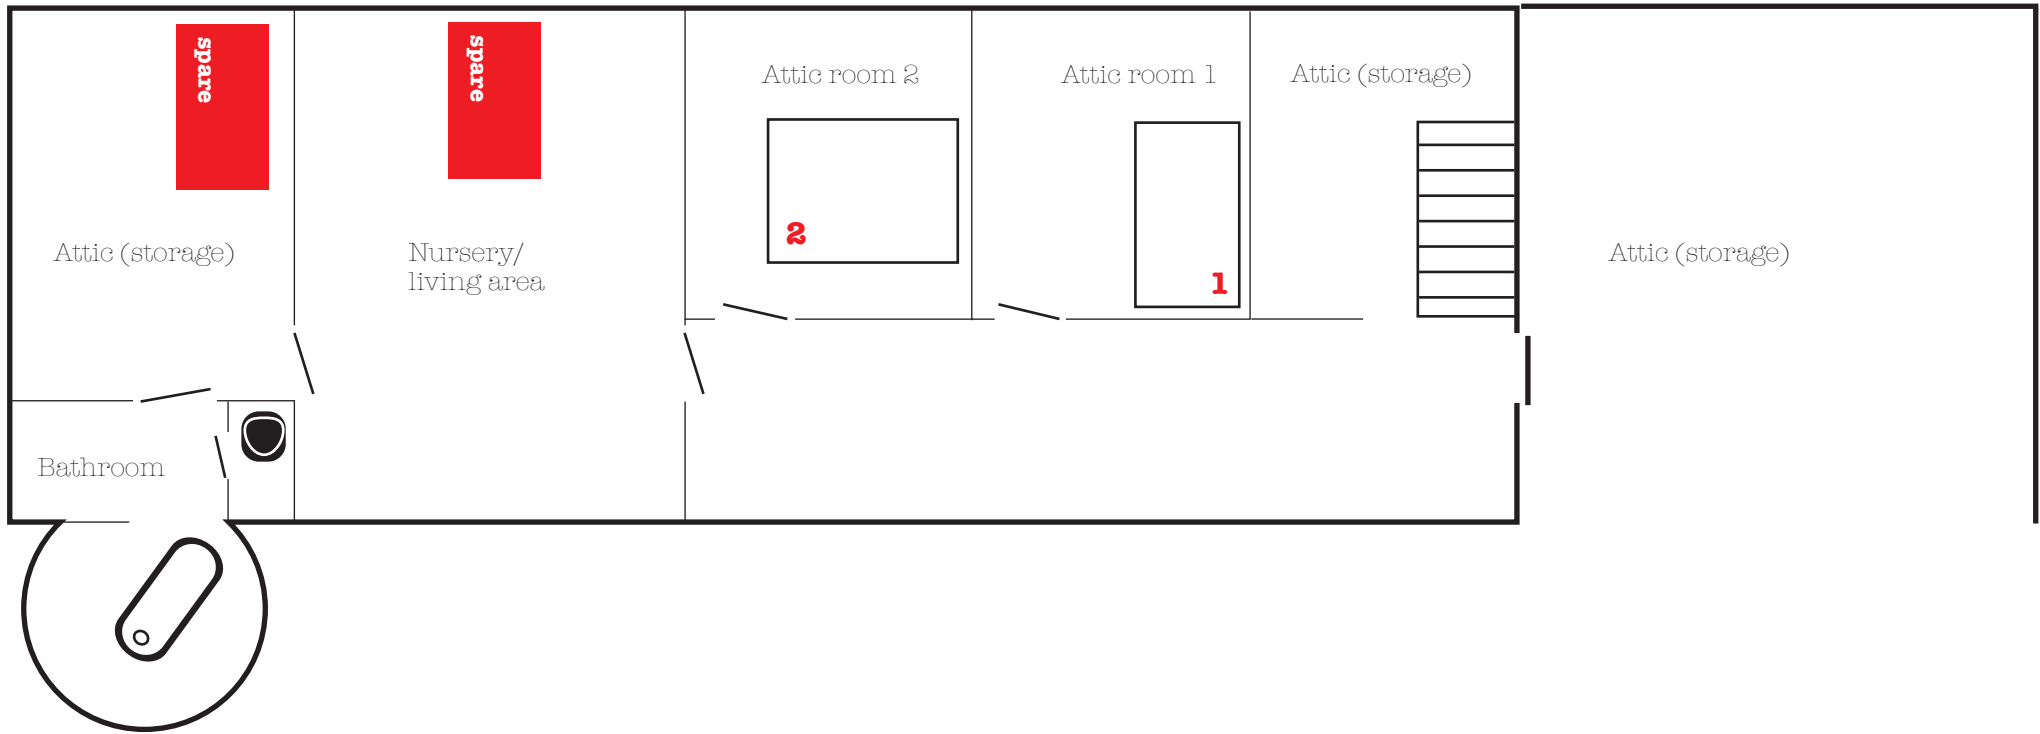 spare
spare
Attic room 2
Attic room 1
Attic (storage)
2
1
Attic (storage)
Nursery/
living area
Attic (storage)
Bathroom